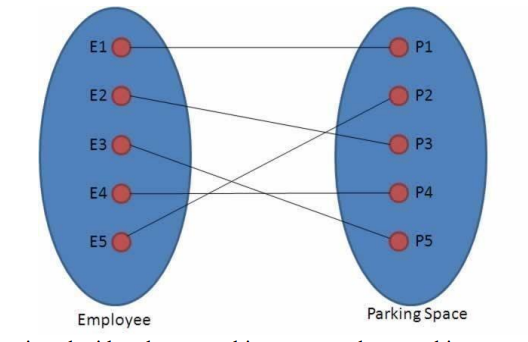 E1 P1
E2 P2
E3 P3
E4 P4
E5 P5
Employee Parking Space